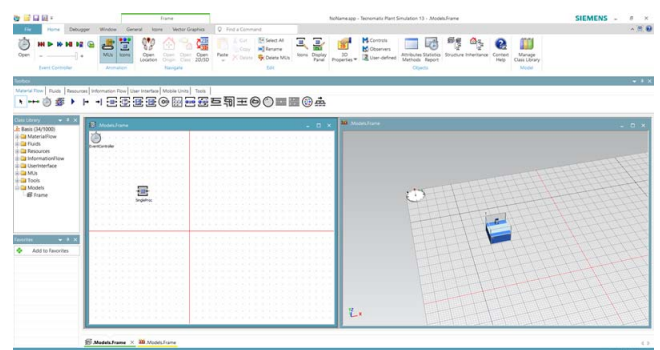 Frame
NoName.spp - Tecnomatix Plant Simulation 15 - .Models.Frame
SIEMENS
File Home Debugger Window General Icons Vector Graphics Find a Command
Open
MUs Icons
Open Location
Open Origin
Open Class
Open 2D/3D
Paste
Cut
Copy
Delete
Select All
Rename
Delete MUs
Icons
Display Panel
3D Properties
Controls
Observers
User-defined
Attributes Methods
Statistics Report
Structure
Inheritance
Context Help
Manage Class Library
Event Controller
Animation
Navigate
Edit
Objects
Model
Toolbox
Material Flow Fluids Resources Information Flow User Interface Mobile Units Tools
Class Library
Basis (34/1000)
MaterialFlow
Fluids
Resources
InformationFlow
UserInterface
MUs
Tools
Models
Frame
Favorites
Add to Favorites
.Models.Frame
EventController
SingleProc
.Models.Frame
.Models.Frame
.Models.Frame